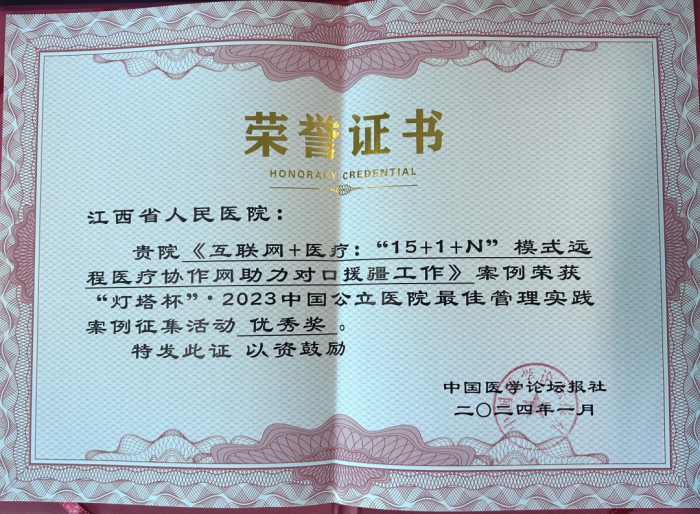 荣誉证书
HONORARY CREDENTIAL
江西省人民医院：
贵院《互联网+医疗：“15+1+N”模式远
程医疗协作网助力对口援疆工作》案例荣获
“灯塔杯”·2023中国公立医院最佳管理实践
案例征集活动 优秀奖 。
特发此证 以资鼓励
中国医学论坛报社
二〇二四年一月